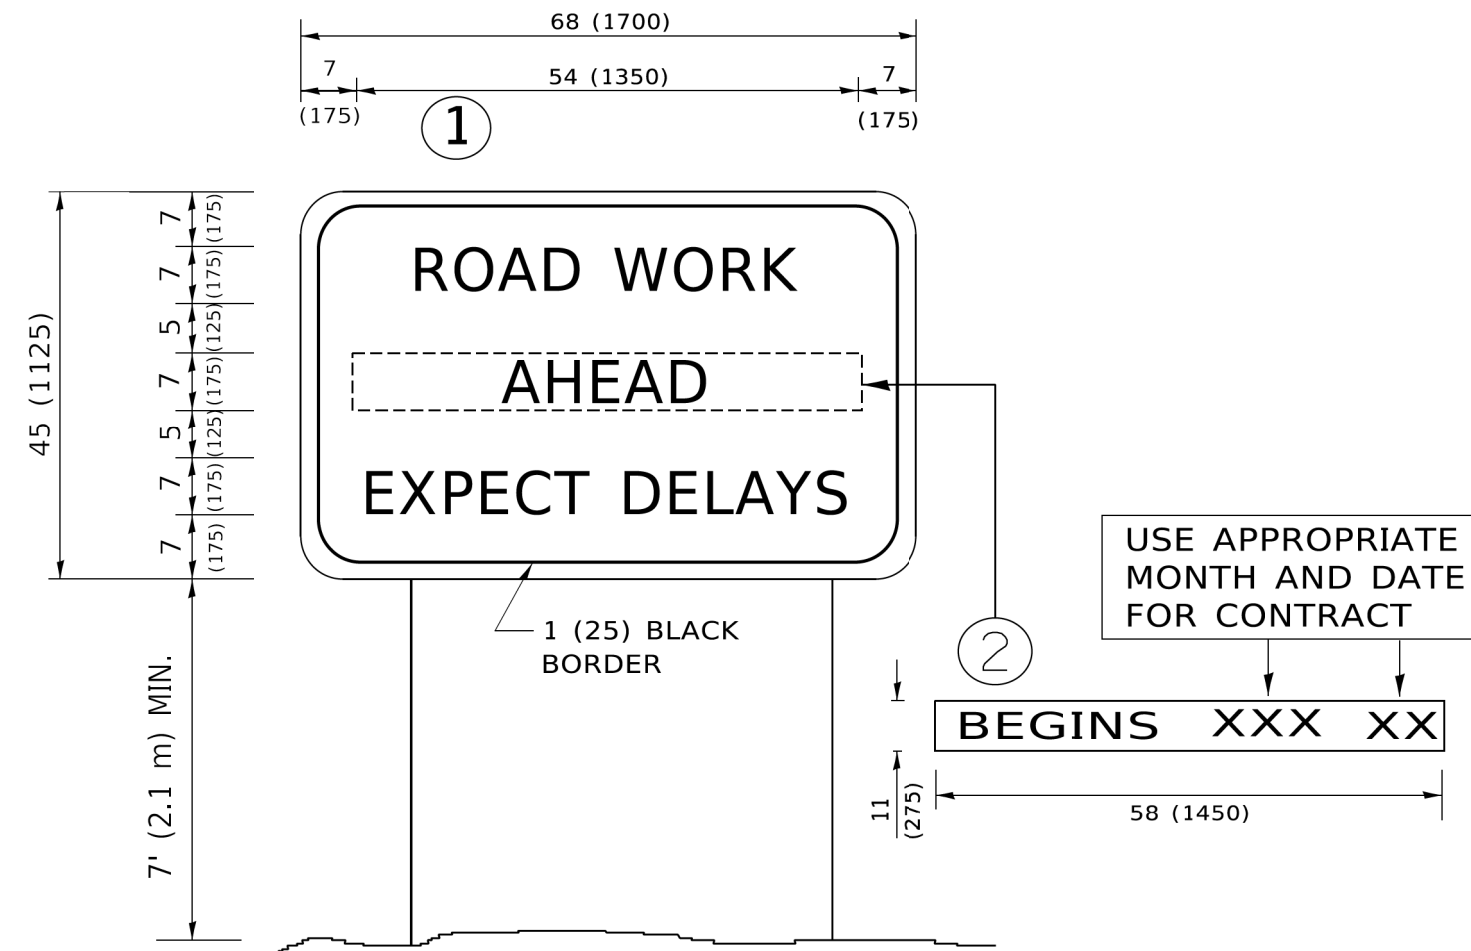 68 (1700)
7
54 (1350)
7
(175)
(175)
1
7
(175)
7
(175)
5
(125)
7
(175)
5
(125)
7
(175)
7
(175)
45 (1125)
ROAD WORK
AHEAD
EXPECT DELAYS
1 (25) BLACK
BORDER
7' (2.1 m) MIN.
USE APPROPRIATE
MONTH AND DATE
FOR CONTRACT
2
BEGINS XXX XX
11
(275)
58 (1450)